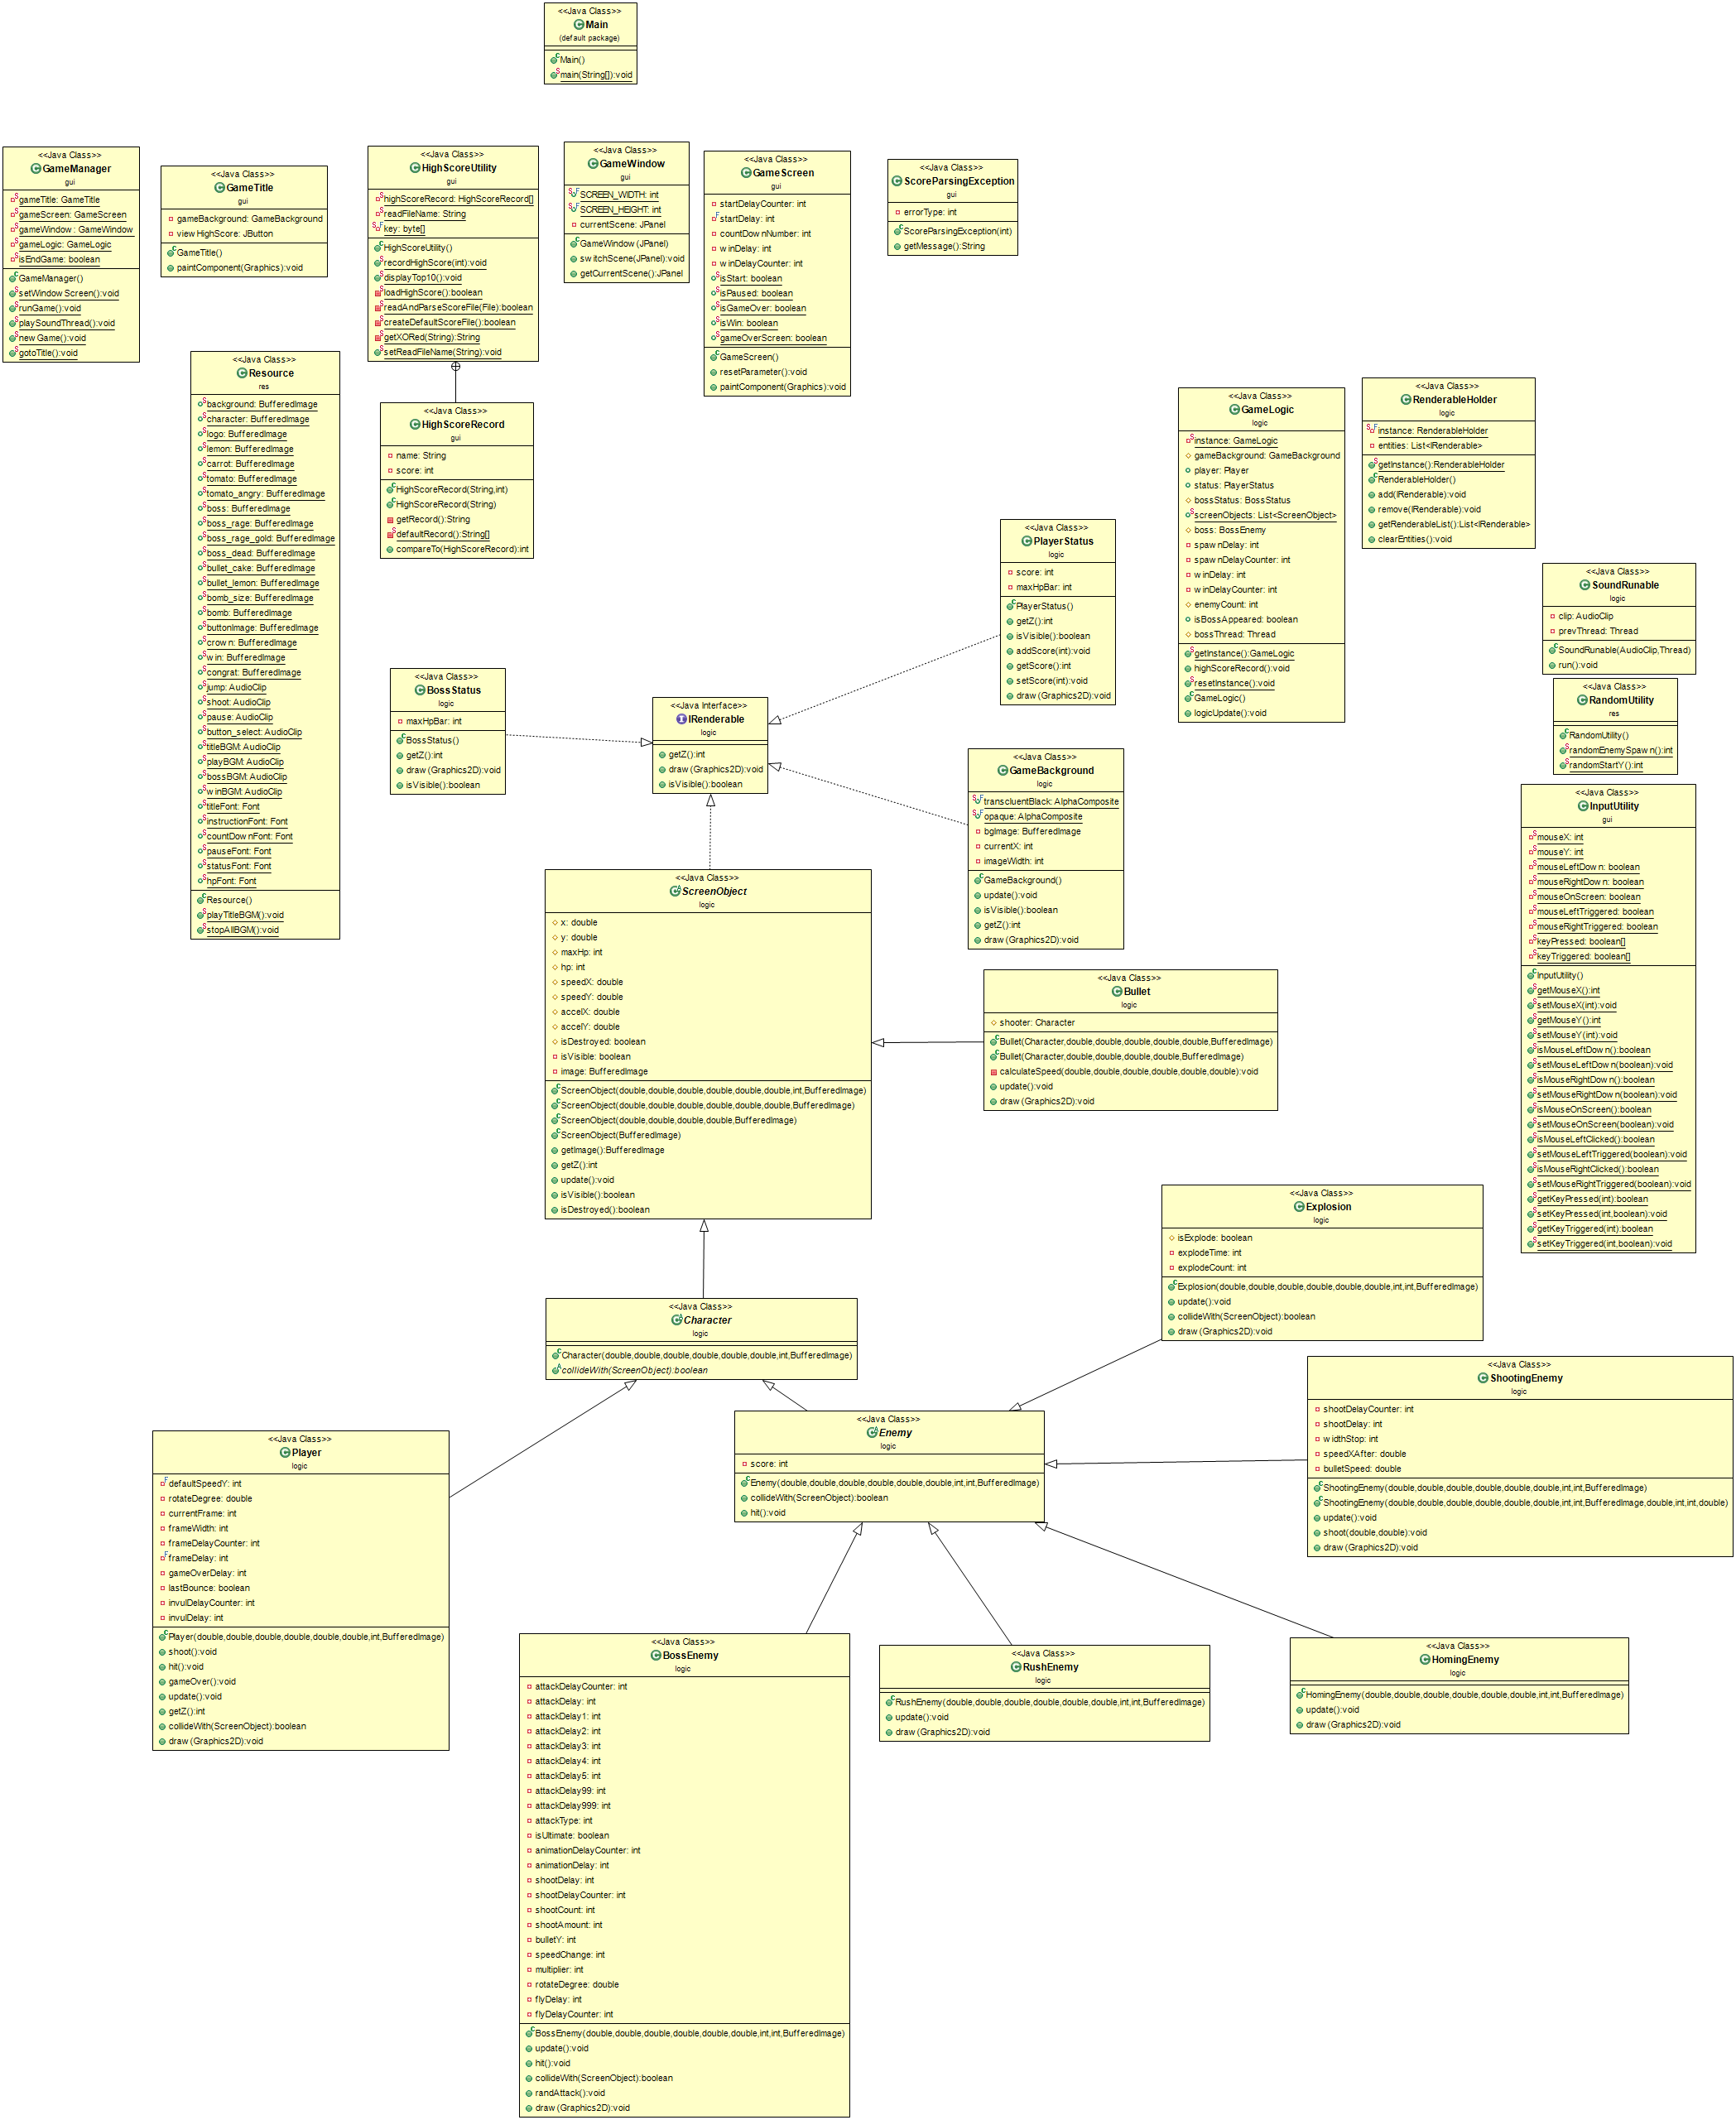 <<Java Class>>
Main
(default package)
Main()
main(String[]):void
<<Java Class>>
GameManager
gui
gameTitle: GameTitle
gameScreen: GameScreen
gameWindow: GameWindow
gameLogic: GameLogic
isEndGame: boolean
GameManager()
setWindowScreen():void
runGame():void
playSoundThread():void
newGame():void
gotoTitle():void
<<Java Class>>
GameTitle
gui
gameBackground: GameBackground
viewHighScore: JButton
GameTitle()
paintComponent(Graphics):void
<<Java Class>>
HighScoreUtility
gui
highScoreRecord: HighScoreRecord[]
readFileName: String
key: byte[]
HighScoreUtility()
recordHighScore(int):void
displayTop10():void
loadHighScore():boolean
readAndParseScoreFile(File):boolean
createDefaultScoreFile():boolean
getXORed(String):String
setReadFileName(String):void
<<Java Class>>
GameWindow
gui
SCREEN_WIDTH: int
SCREEN_HEIGHT: int
currentScene: JPanel
GameWindow(JPanel)
switchScene(JPanel):void
getCurrentScene():JPanel
<<Java Class>>
GameScreen
gui
startDelayCounter: int
startDelay: int
countDownNumber: int
winDelay: int
winDelayCounter: int
isStart: boolean
isPaused: boolean
isGameOver: boolean
isWin: boolean
gameOverScreen: boolean
GameScreen()
resetParameter():void
paintComponent(Graphics):void
<<Java Class>>
ScoreParsingException
gui
errorType: int
ScoreParsingException(int)
getMessage():String
<<Java Class>>
Resource
res
background: BufferedImage
character: BufferedImage
logo: BufferedImage
lemon: BufferedImage
carrot: BufferedImage
tomato: BufferedImage
tomato_angry: BufferedImage
boss: BufferedImage
boss_rage: BufferedImage
boss_rage_gold: BufferedImage
boss_dead: BufferedImage
bullet_cake: BufferedImage
bullet_lemon: BufferedImage
bomb_size: BufferedImage
bomb: BufferedImage
buttonImage: BufferedImage
crown: BufferedImage
win: BufferedImage
congrat: BufferedImage
jump: AudioClip
shoot: AudioClip
pause: AudioClip
button_select: AudioClip
titleBGM: AudioClip
playBGM: AudioClip
bossBGM: AudioClip
winBGM: AudioClip
titleFont: Font
instructionFont: Font
countDownFont: Font
pauseFont: Font
statusFont: Font
hpFont: Font
Resource()
playTitleBGM():void
stopAllBGM():void
<<Java Class>>
HighScoreRecord
gui
name: String
score: int
HighScoreRecord(String,int)
HighScoreRecord(String)
getRecord():String
defaultRecord():String[]
compareTo(HighScoreRecord):int
<<Java Class>>
GameLogic
logic
instance: GameLogic
gameBackground: GameBackground
player: Player
status: PlayerStatus
bossStatus: BossStatus
screenObjects: List<ScreenObject>
boss: BossEnemy
spawnDelay: int
spawnDelayCounter: int
winDelay: int
winDelayCounter: int
enemyCount: int
isBossAppeared: boolean
bossThread: Thread
getInstance():GameLogic
highScoreRecord():void
resetInstance():void
GameLogic()
logicUpdate():void
<<Java Class>>
RenderableHolder
logic
instance: RenderableHolder
entities: List<IRenderable>
getInstance():RenderableHolder
RenderableHolder()
add(IRenderable):void
remove(IRenderable):void
getRenderableList():List<IRenderable>
clearEntities():void
<<Java Class>>
PlayerStatus
logic
score: int
maxHpBar: int
PlayerStatus()
getZ():int
isVisible():boolean
addScore(int):void
getScore():int
setScore(int):void
draw(Graphics2D):void
<<Java Class>>
SoundRunable
logic
clip: AudioClip
prevThread: Thread
SoundRunable(AudioClip,Thread)
run():void
<<Java Class>>
RandomUtility
res
RandomUtility()
randomEnemySpawn():int
randomStartY():int
<<Java Class>>
BossStatus
logic
maxHpBar: int
BossStatus()
getZ():int
draw(Graphics2D):void
isVisible():boolean
<<Java Interface>>
IRenderable
logic
getZ():int
draw(Graphics2D):void
isVisible():boolean
<<Java Class>>
GameBackground
logic
transcluentBlack: AlphaComposite
opaque: AlphaComposite
bgImage: BufferedImage
currentX: int
imageWidth: int
GameBackground()
update():void
isVisible():boolean
getZ():int
draw(Graphics2D):void
<<Java Class>>
InputUtility
gui
mouseX: int
mouseY: int
mouseLeftDown: boolean
mouseRightDown: boolean
mouseOnScreen: boolean
mouseLeftTriggered: boolean
mouseRightTriggered: boolean
keyPressed: boolean[]
keyTriggered: boolean[]
InputUtility()
getMouseX():int
setMouseX(int):void
getMouseY():int
setMouseY(int):void
isMouseLeftDown():boolean
setMouseLeftDown(boolean):void
isMouseRightDown():boolean
setMouseRightDown(boolean):void
isMouseOnScreen():boolean
setMouseOnScreen(boolean):void
isMouseLeftClicked():boolean
setMouseLeftTriggered(boolean):void
isMouseRightClicked():boolean
setMouseRightTriggered(boolean):void
getKeyPressed(int):boolean
setKeyPressed(int,boolean):void
getKeyTriggered(int):boolean
setKeyTriggered(int,boolean):void
<<Java Class>>
ScreenObject
logic
x: double
y: double
maxHp: int
hp: int
speedX: double
speedY: double
accelX: double
accelY: double
isDestroyed: boolean
isVisible: boolean
image: BufferedImage
ScreenObject(double,double,double,double,double,double,int,BufferedImage)
ScreenObject(double,double,double,double,double,double,BufferedImage)
ScreenObject(double,double,double,double,BufferedImage)
ScreenObject(BufferedImage)
getImage():BufferedImage
getZ():int
update():void
isVisible():boolean
isDestroyed():boolean
<<Java Class>>
Bullet
logic
shooter: Character
Bullet(Character,double,double,double,double,double,BufferedImage)
Bullet(Character,double,double,double,double,BufferedImage)
calculateSpeed(double,double,double,double,double,double):void
update():void
draw(Graphics2D):void
<<Java Class>>
Explosion
logic
isExplode: boolean
explodeTime: int
explodeCount: int
Explosion(double,double,double,double,double,double,int,int,BufferedImage)
update():void
collideWith(ScreenObject):boolean
draw(Graphics2D):void
<<Java Class>>
Character
logic
Character(double,double,double,double,double,double,int,BufferedImage)
collideWith(ScreenObject):boolean
<<Java Class>>
ShootingEnemy
logic
shootDelayCounter: int
shootDelay: int
widthStop: int
speedXAfter: double
bulletSpeed: double
ShootingEnemy(double,double,double,double,double,double,int,int,BufferedImage)
ShootingEnemy(double,double,double,double,double,double,int,int,BufferedImage,double,int,int,double)
update():void
shoot(double,double):void
draw(Graphics2D):void
<<Java Class>>
Enemy
logic
score: int
Enemy(double,double,double,double,double,double,int,int,BufferedImage)
collideWith(ScreenObject):boolean
hit():void
<<Java Class>>
Player
logic
defaultSpeedY: int
rotateDegree: double
currentFrame: int
frameWidth: int
frameDelayCounter: int
frameDelay: int
gameOverDelay: int
lastBounce: boolean
invulDelayCounter: int
invulDelay: int
Player(double,double,double,double,double,double,int,BufferedImage)
shoot():void
hit():void
gameOver():void
update():void
getZ():int
collideWith(ScreenObject):boolean
draw(Graphics2D):void
<<Java Class>>
BossEnemy
logic
attackDelayCounter: int
attackDelay: int
attackDelay1: int
attackDelay2: int
attackDelay3: int
attackDelay4: int
attackDelay5: int
attackDelay99: int
attackDelay999: int
attackType: int
isUltimate: boolean
animationDelayCounter: int
animationDelay: int
shootDelay: int
shootDelayCounter: int
shootCount: int
shootAmount: int
bulletY: int
speedChange: int
multiplier: int
rotateDegree: double
flyDelay: int
flyDelayCounter: int
BossEnemy(double,double,double,double,double,double,int,int,BufferedImage)
update():void
hit():void
collideWith(ScreenObject):boolean
randAttack():void
draw(Graphics2D):void
<<Java Class>>
RushEnemy
logic
RushEnemy(double,double,double,double,double,double,int,int,BufferedImage)
update():void
draw(Graphics2D):void
<<Java Class>>
HomingEnemy
logic
HomingEnemy(double,double,double,double,double,double,int,int,BufferedImage)
update():void
draw(Graphics2D):void